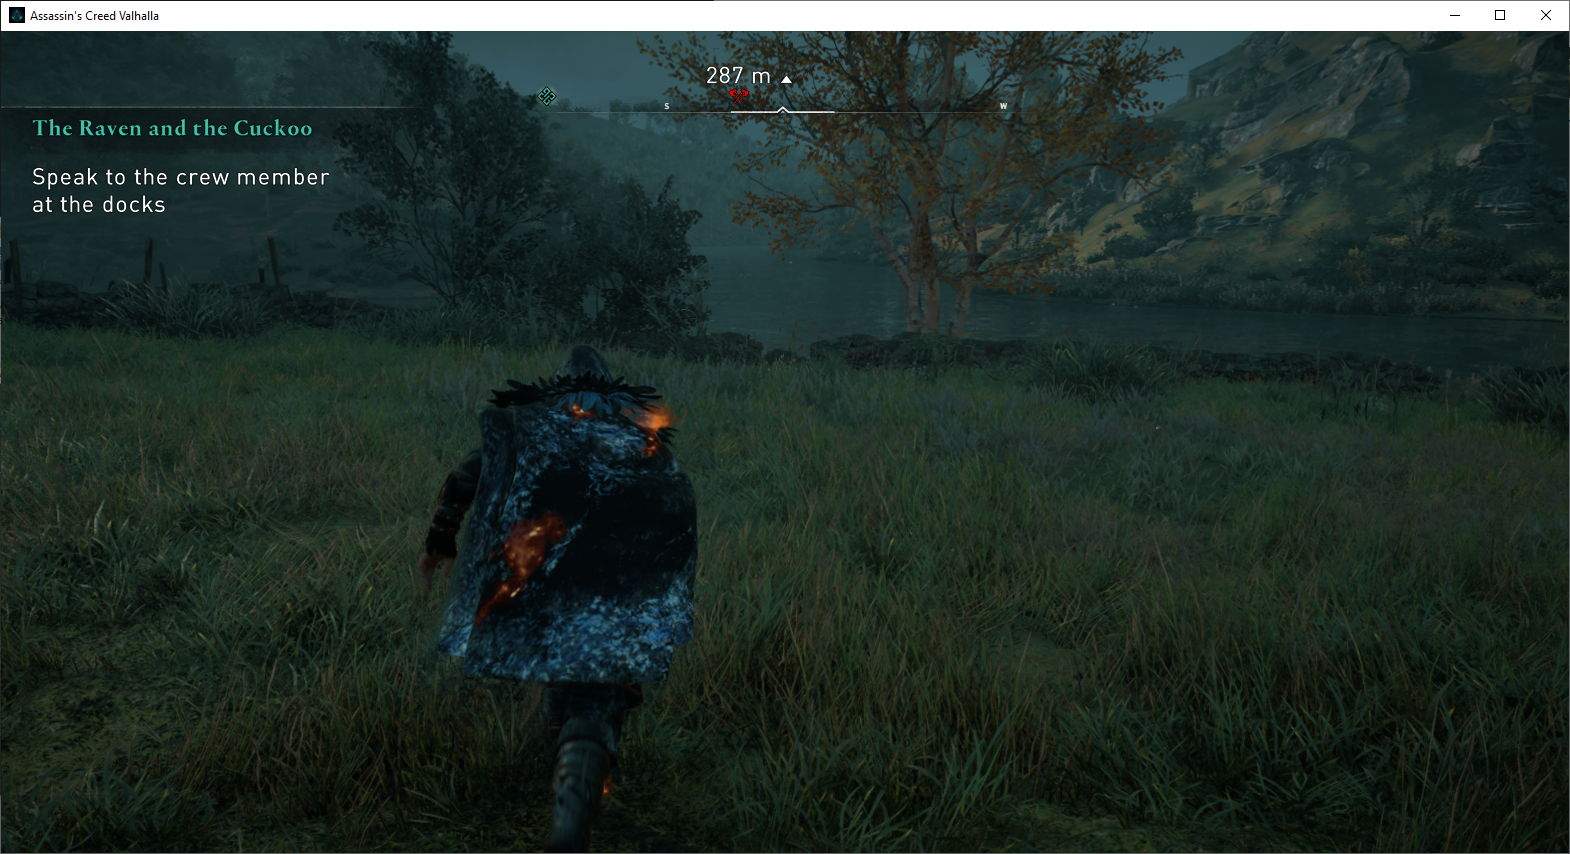 Assassin's Creed Valhalla
287 m
S
W
The Raven and the Cuckoo
Speak to the crew member
at the docks